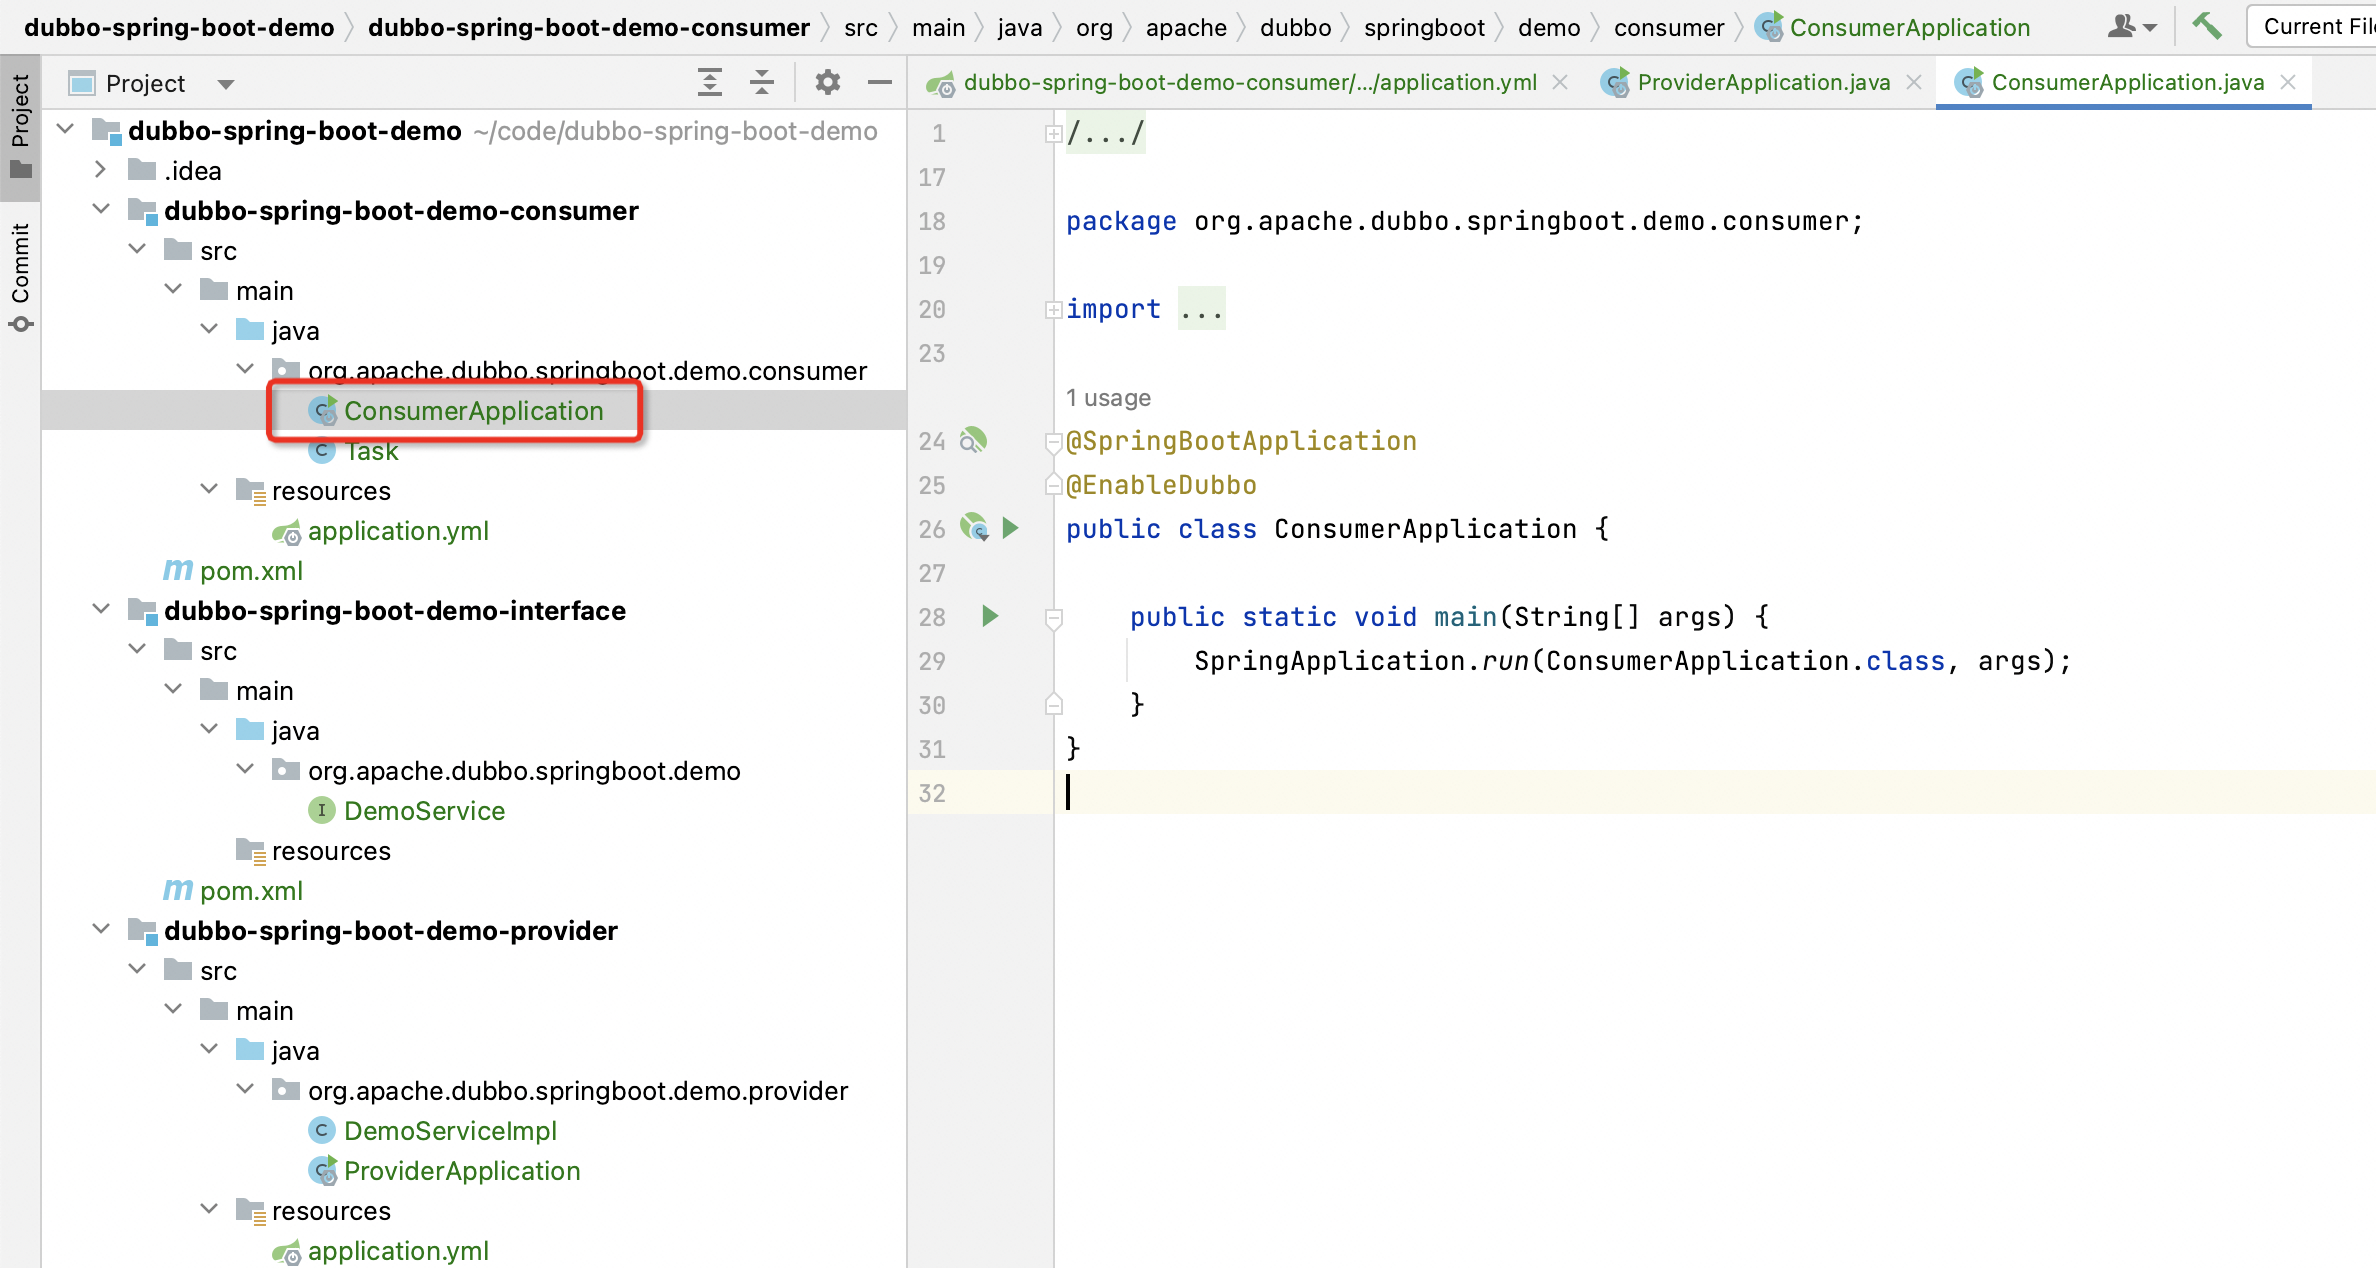 dubbo-spring-boot-demo dubbo-spring-boot-demo-consumer src main java org apache dubbo springboot demo consumer ConsumerApplication
Current
Project
Commit
Project
dubbo-spring-boot-demo ~/code/dubbo-spring-boot-demo
.idea
dubbo-spring-boot-demo-consumer
src
main
java
org.apache.dubbo.springboot.demo.consumer
ConsumerApplication
Task
resources
application.yml
pom.xml
dubbo-spring-boot-demo-interface
src
main
java
org.apache.dubbo.springboot.demo
DemoService
resources
pom.xml
dubbo-spring-boot-demo-provider
src
main
java
org.apache.dubbo.springboot.demo.provider
DemoServiceImpl
ProviderApplication
resources
application.yml
dubbo-spring-boot-demo-consumer/.../application.yml ProviderApplication.java ConsumerApplication.java
1 /.../
17
18 package org.apache.dubbo.springboot.demo.consumer;
19
20 import ...
23
1 usage
24 @SpringBootApplication
25 @EnableDubbo
26 public class ConsumerApplication {
27
28 public static void main(String[] args) {
29 SpringApplication.run(ConsumerApplication.class, args);
30 }
31 }
32